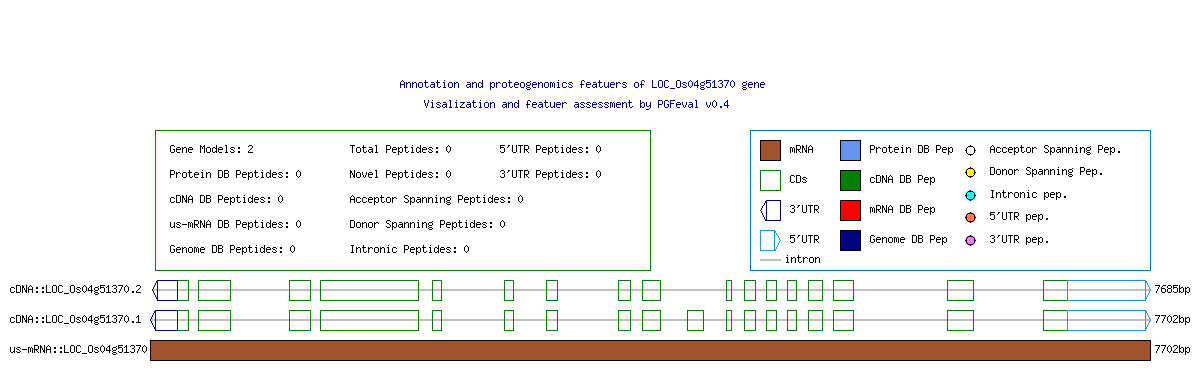 Annotation and proteogenomics featuers of LOC_Os04g51370 gene
Visalization and featuer assessment by PGFeval v0.4
Gene Models: 2 Total Peptides: 0 5'UTR Peptides: 0
Protein DB Peptides: 0 Novel Peptides: 0 3'UTR Peptides: 0
cDNA DB Peptides: 0 Acceptor Spanning Peptides: 0
us-mRNA DB Peptides: 0 Donor Spanning Peptides: 0
Genome DB Peptides: 0 Intronic Peptides: 0
mRNA Protein DB Pep Acceptor Spanning Pep.
CDs cDNA DB Pep Donor Spanning Pep.
3'UTR mRNA DB Pep Intronic pep.
5'UTR Genome DB Pep 5'UTR pep.
intron 3'UTR pep.
cDNA::LOC_Os04g51370.2 7685bp
cDNA::LOC_Os04g51370.1 7702bp
us-mRNA::LOC_Os04g51370 7702bp